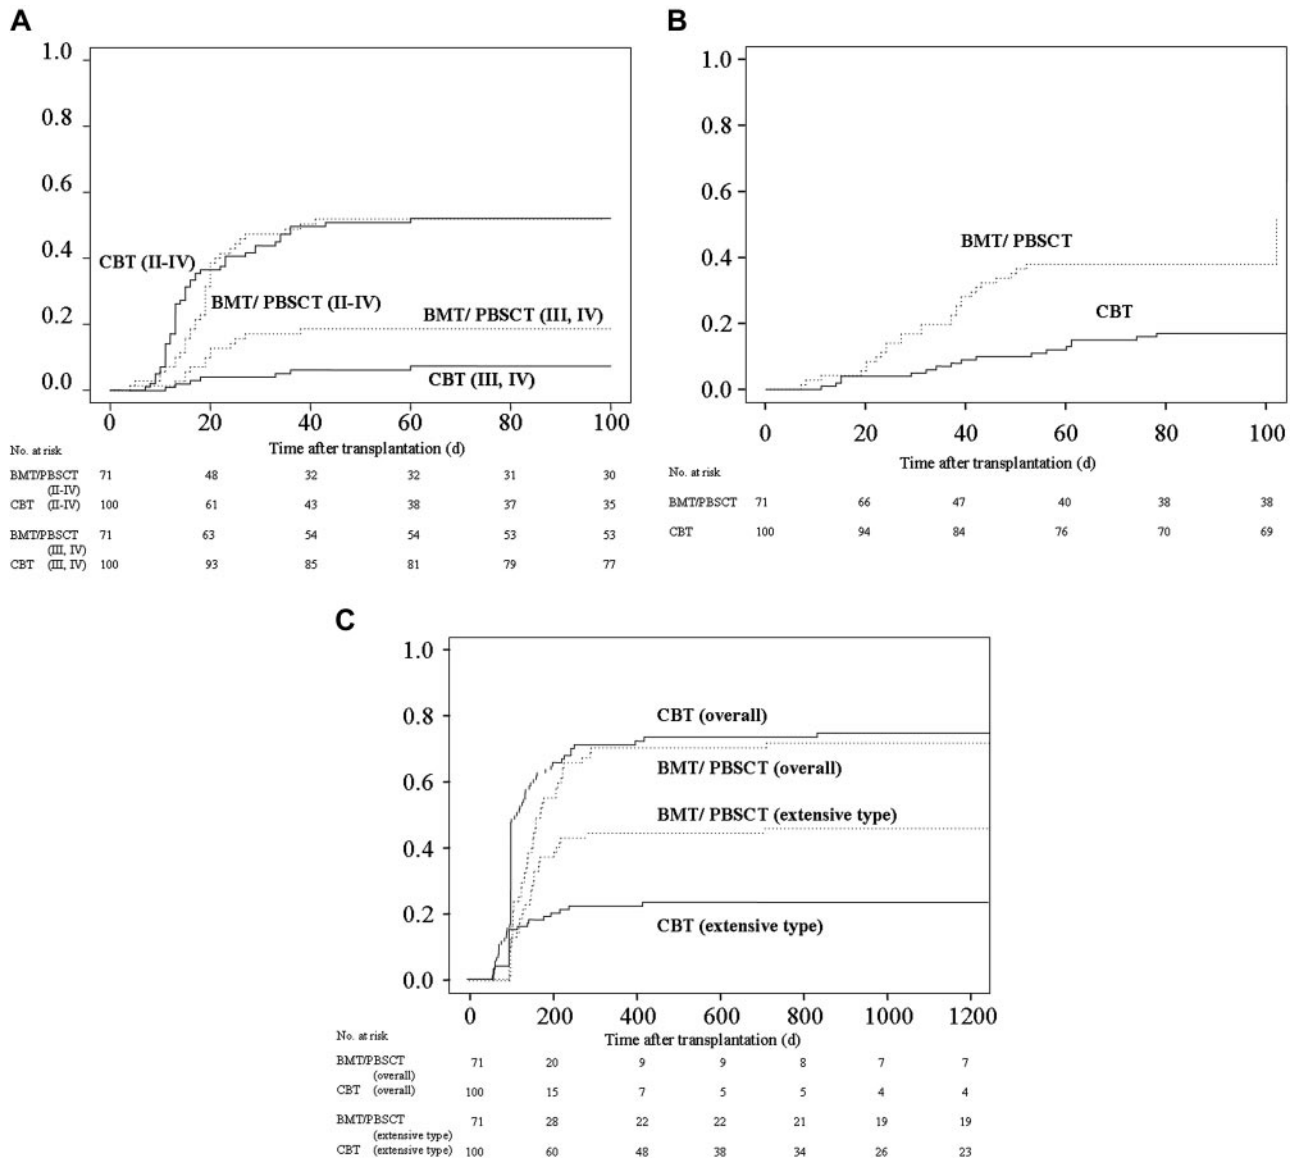 A
1.0
0.8
0.6
0.4
0.2
0.0
CBT (II-IV)
BMT/ PBSCT (II-IV)
BMT/ PBSCT (III, IV)
CBT (III, IV)
0 20 40 60 80 100
Time after transplantation (d)
No. at risk
BMT/PBSCT 71 48 32 32 31 30
(II-IV)
CBT (II-IV) 100 61 43 38 37 35
BMT/PBSCT 71 63 54 54 53 53
(III, IV)
CBT (III, IV) 100 93 85 81 79 77
B
1.0
0.8
0.6
0.4
0.2
0.0
BMT/ PBSCT
CBT
0 20 40 60 80 100
Time after transplantation (d)
No. at risk
BMT/PBSCT 71 66 47 40 38 38
CBT 100 94 84 76 70 69
C
1.0
0.8
0.6
0.4
0.2
0.0
CBT (overall)
BMT/ PBSCT (overall)
BMT/ PBSCT (extensive type)
CBT (extensive type)
0 200 400 600 800 1000 1200
Time after transplantation (d)
No. at risk
BMT/PBSCT 71 20 9 9 8 7 7
(overall)
CBT (overall) 100 15 7 5 5 4 4
BMT/PBSCT 71 28 22 22 21 19 19
(extensive type)
CBT (extensive type) 100 60 48 38 34 26 23